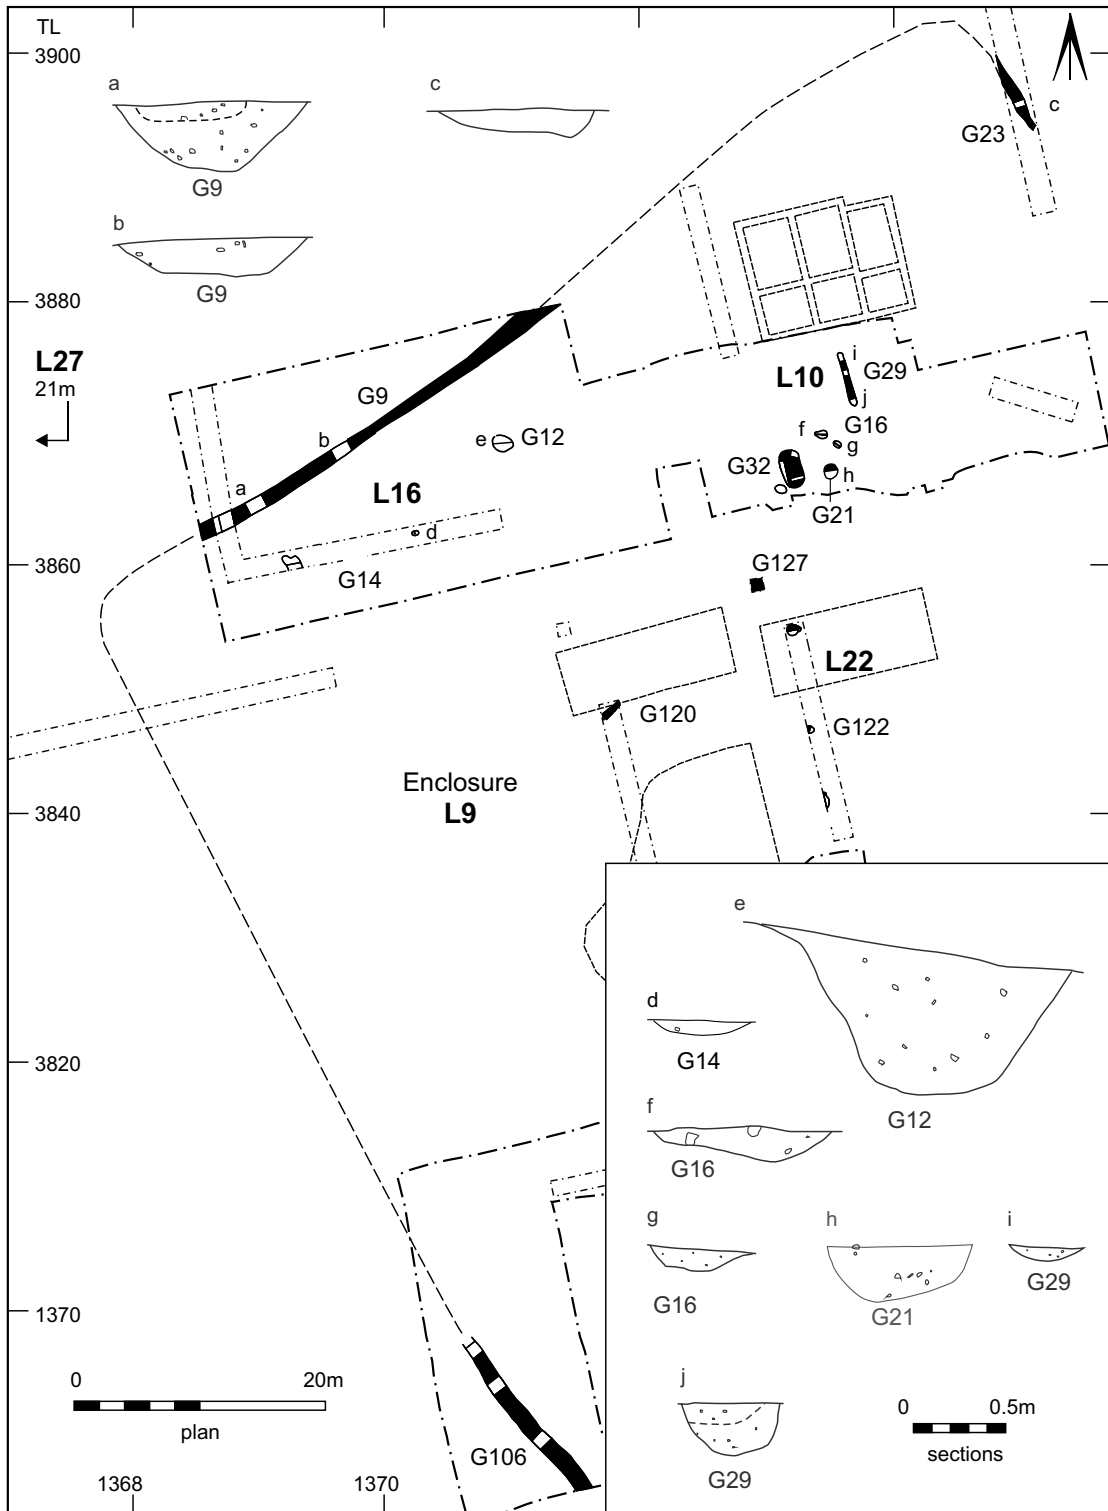 TL
3900
a
c
c
G23
G9
b
G9
3880
L27
21m
i
L10
G29
G9
j
G16
b
e
G12
f
g
G32
h
a
L16
G21
d
3860
G127
G14
L22
G120
G122
Enclosure
L9
3840
e
d
G14
3820
G12
f
G16
g
h
i
G29
G16
G21
1370
j
0
20m
0
0.5m
plan
sections
G106
G29
1368
1370